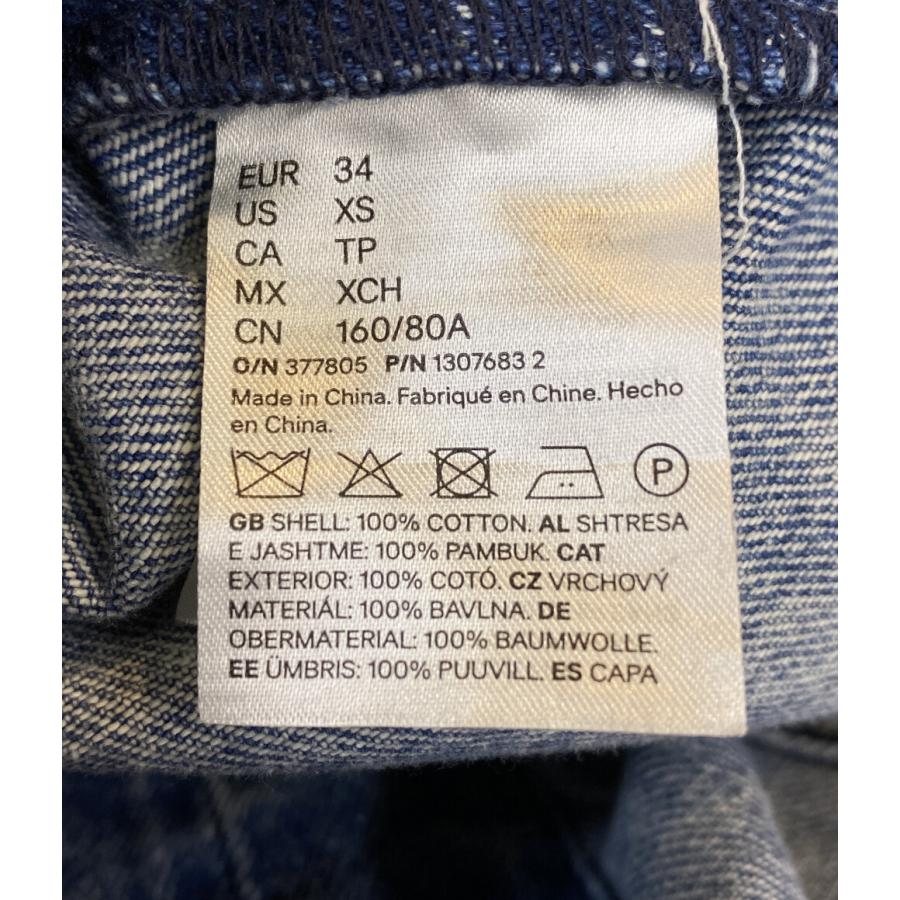 EUR 34
US XS
CA TP
MX XCH
CN 160/80A
O/N 377805 P/N 1307683 2
Made in China. Fabriqué en Chine. Hecho
en China.
P
GB SHELL: 100% COTTON. AL SHTRESA
E JASHTME: 100% PAMBUK. CAT
EXTERIOR: 100% COTÓ. CZ VRCHOVÝ
MATERIÁL: 100% BAVLNA. DE
OBERMATERIAL: 100% BAUMWOLLE.
EE ÜMBRIS: 100% PUUVILL. ES CAPA